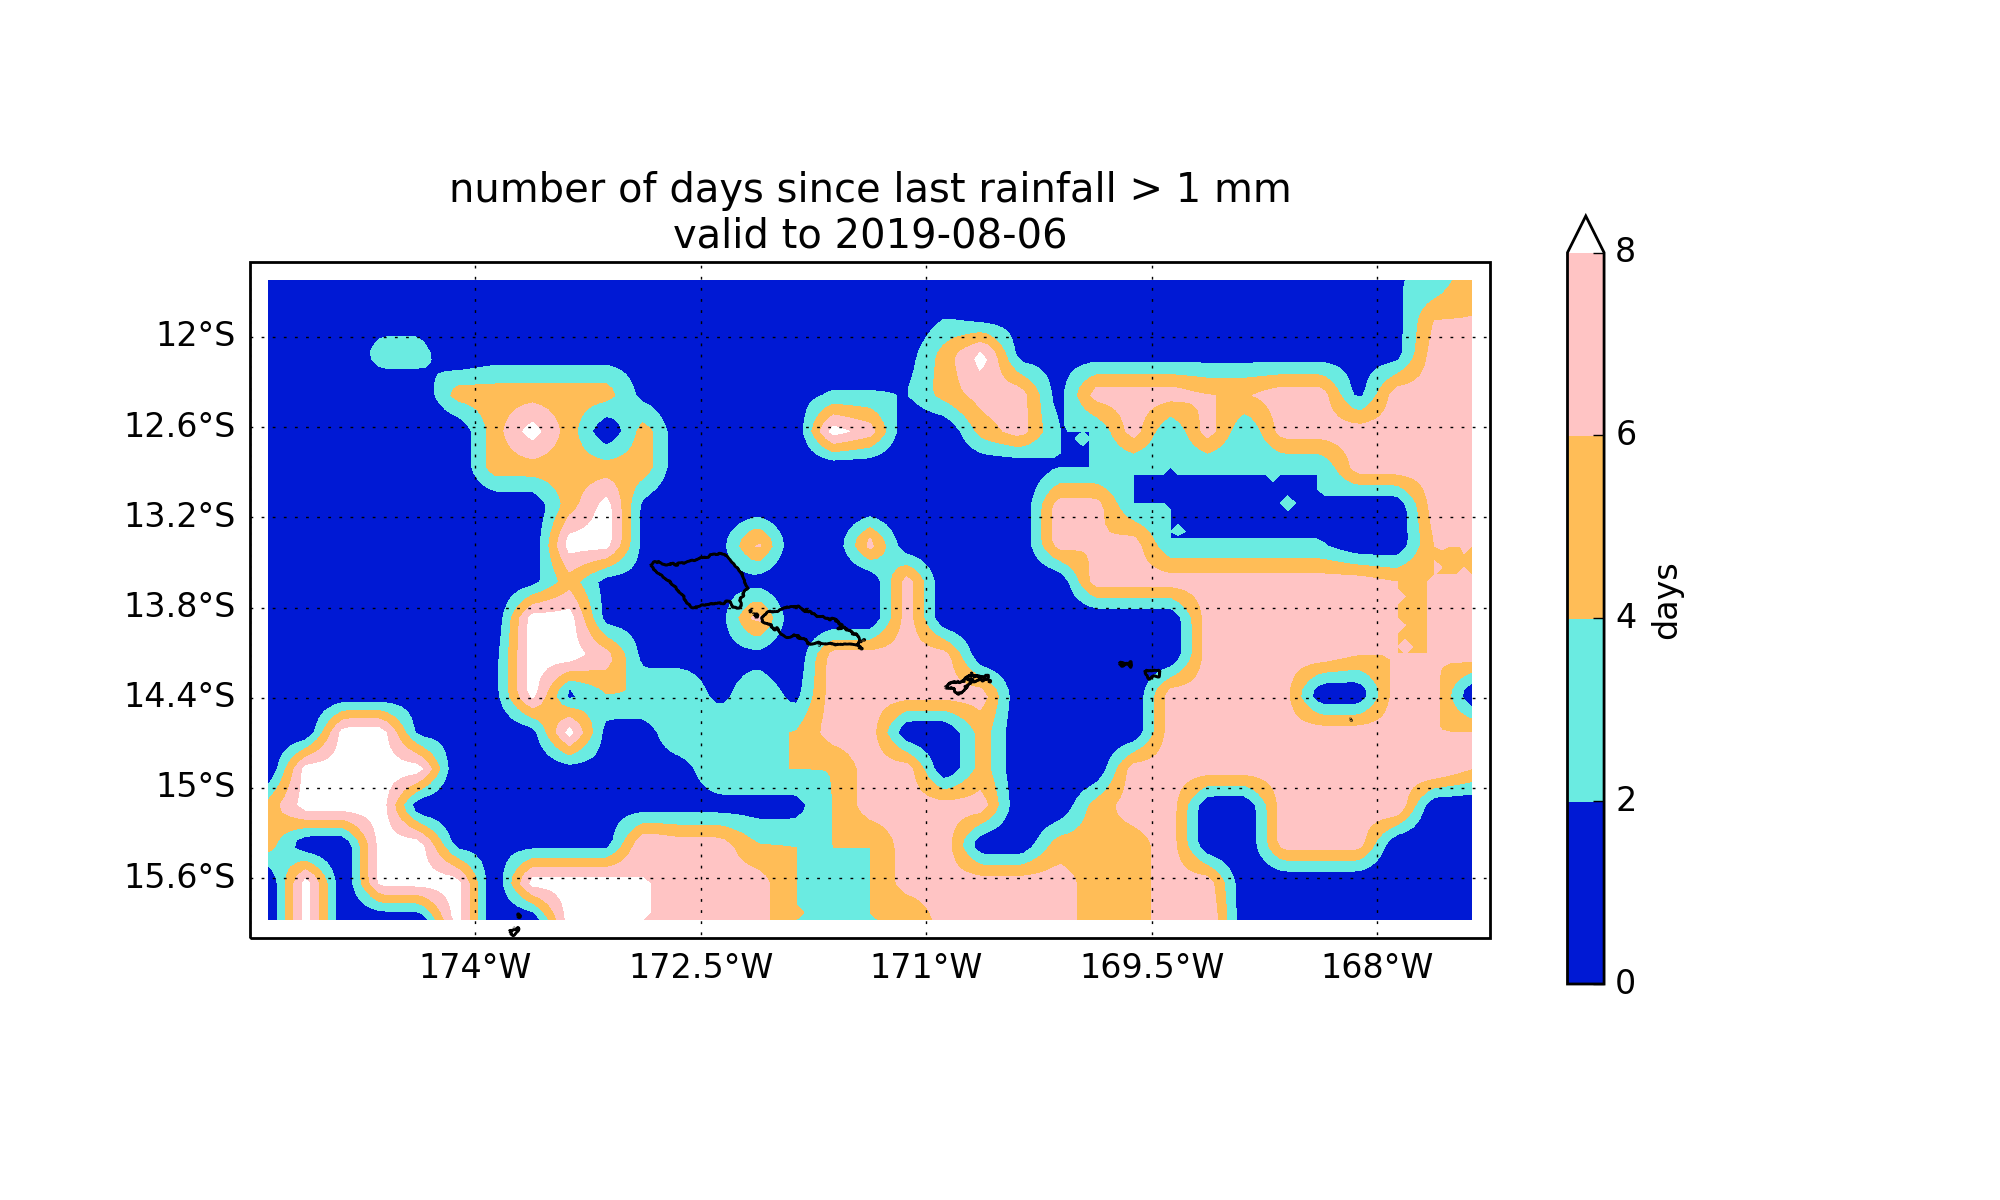 number of days since last rainfall > 1 mm
valid to 2019-08-06
12°S
12.6°S
13.2°S
13.8°S
14.4°S
15°S
15.6°S
174°W
172.5°W
171°W
169.5°W
168°W
8
6
4
2
0
days